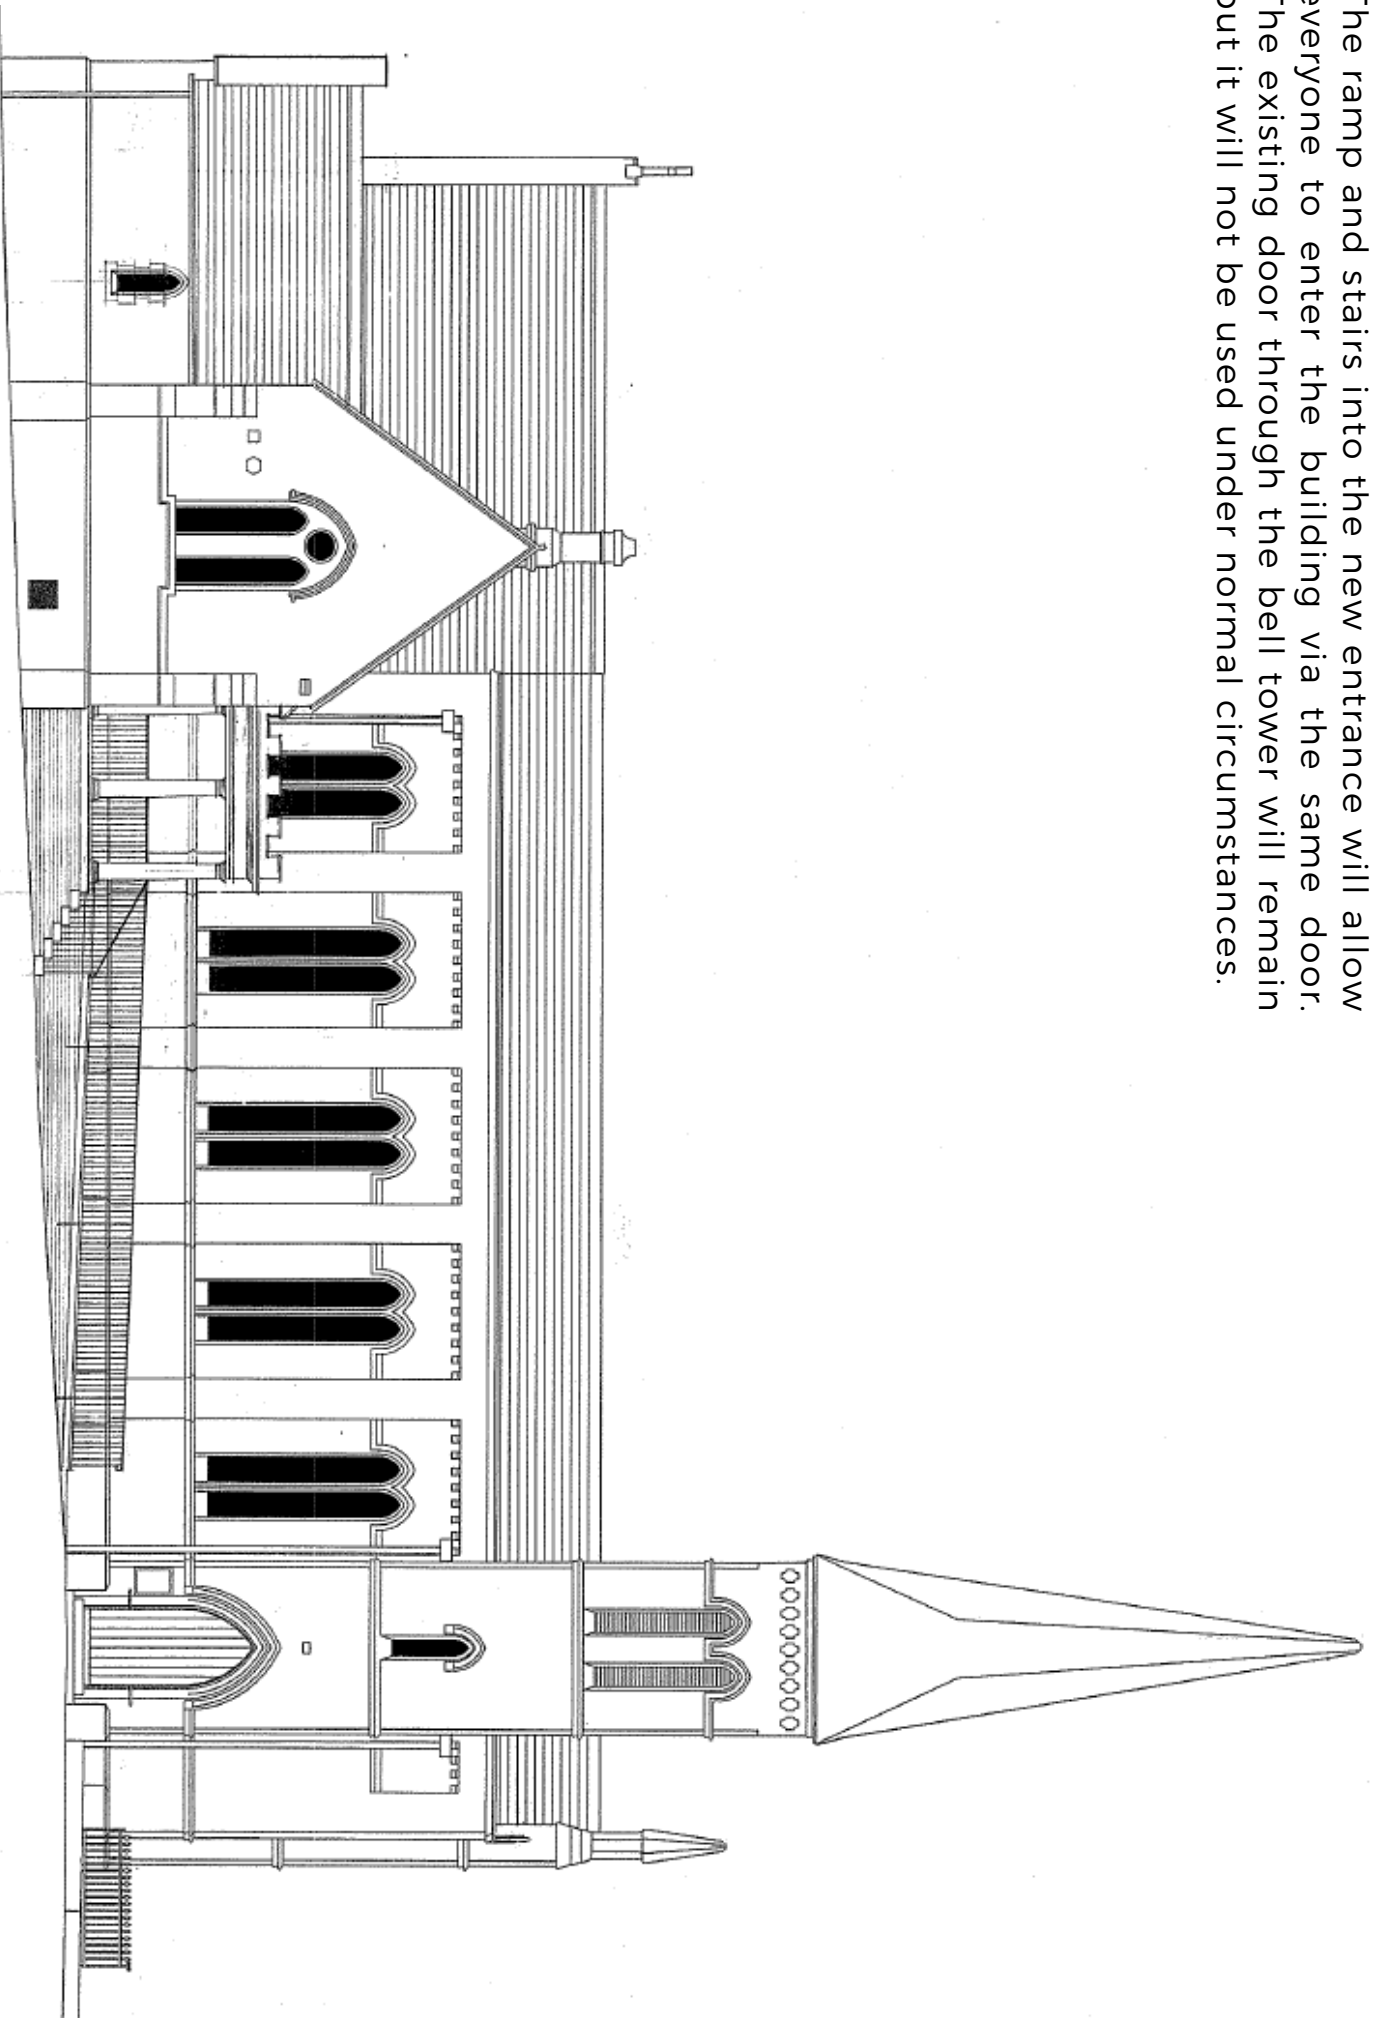 The ramp and stairs into the new entrance will allow
everyone to enter the building via the same door.
The existing door through the bell tower will remain
but it will not be used under normal circumstances.